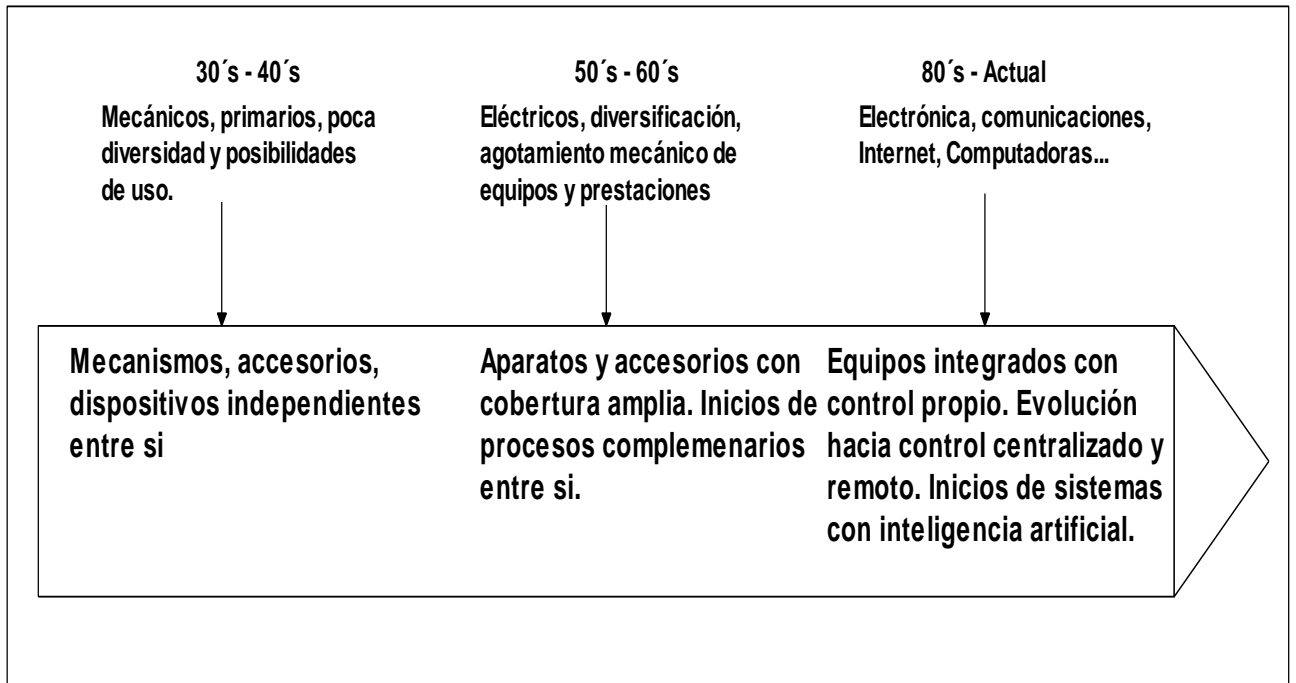 30´s - 40´s
Mecánicos, primarios, poca
diversidad y posibilidades
de uso.
50´s - 60´s
Eléctricos, diversificación,
agotamiento mecánico de
equipos y prestaciones
80´s - Actual
Electrónica, comunicaciones,
Internet, Computadoras...
Mecanismos, accesorios,
dispositivos independientes
entre si
Aparatos y accesorios con
cobertura amplia. Inicios de
procesos complemenarios
entre si.
Equipos integrados con
control propio. Evolución
hacia control centralizado y
remoto. Inicios de sistemas
con inteligencia artificial.